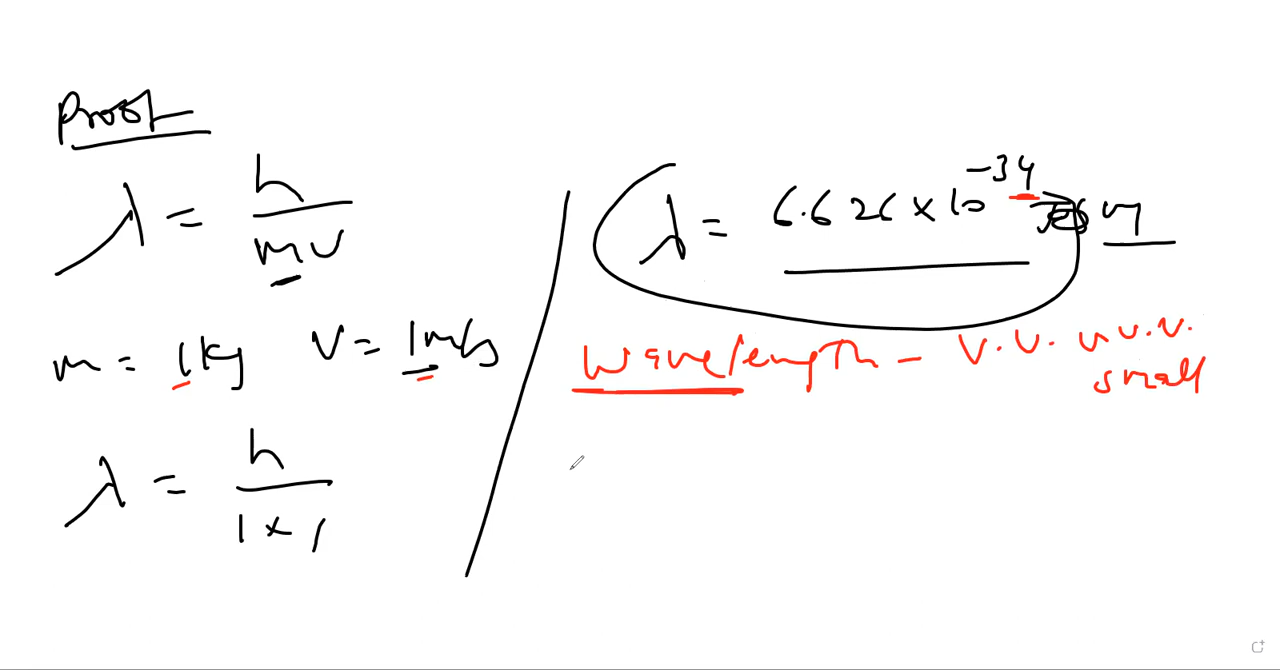 Proof
λ = h/mv
m = 1kg v = 1m/s
λ = h/1×1
λ = 6.626 × 10⁻³⁴ m
Wavelength – v.v. v.v.v.
small